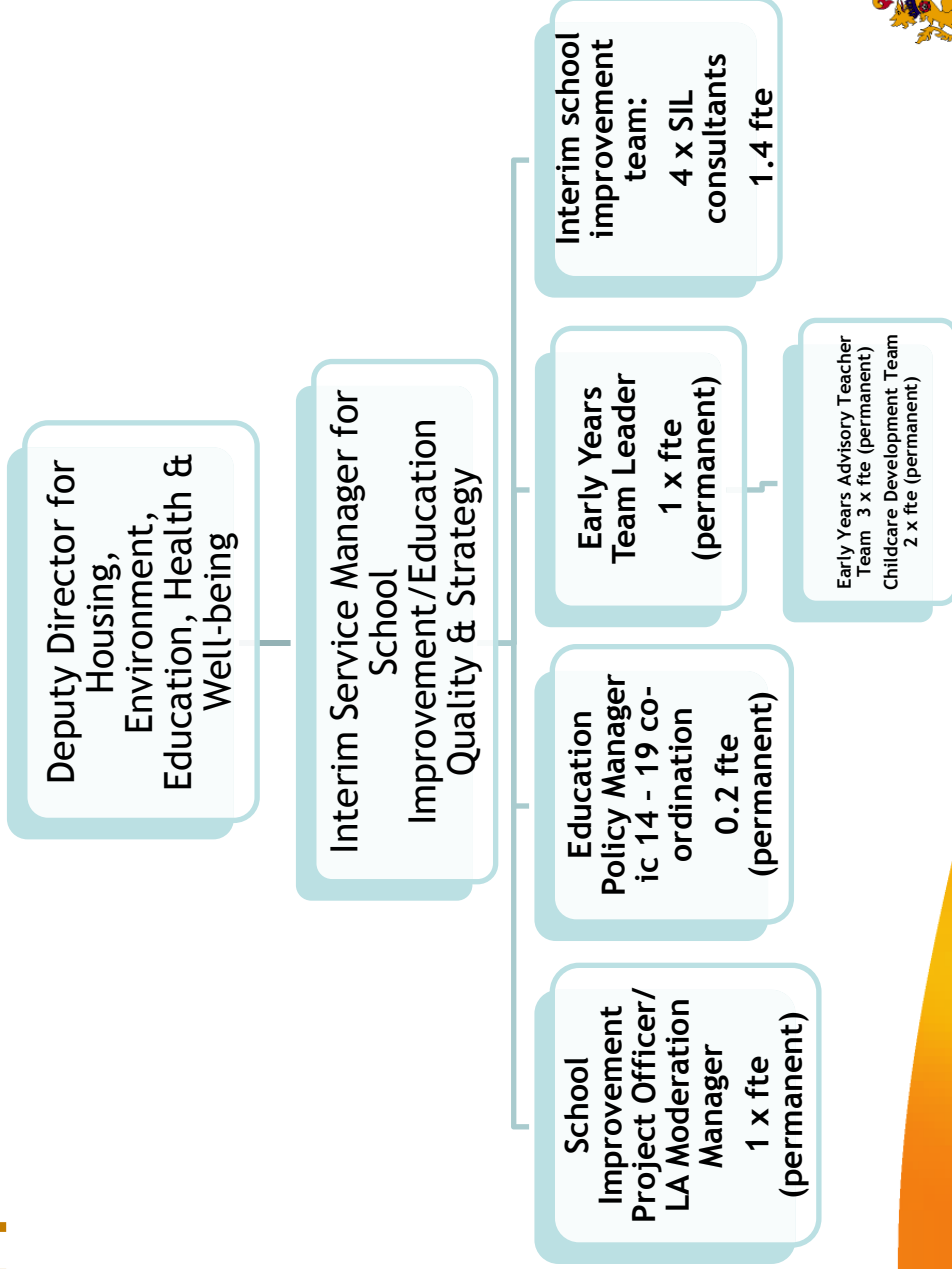 Deputy Director for
Housing,
Environment,
Education, Health &
Well-being
Interim Service Manager for
School
Improvement/Education
Quality & Strategy
School
Improvement
Project Officer/
LA Moderation
Manager
1 x fte
(permanent)
Education
Policy Manager
ic 14 - 19 co-
ordination
0.2 fte
(permanent)
Early Years
Team Leader
1 x fte
(permanent)
Early Years Advisory Teacher
Team 3 x fte (permanent)
Childcare Development Team
2 x fte (permanent)
Interim school
improvement
team:
4 x SIL
consultants
1.4 fte